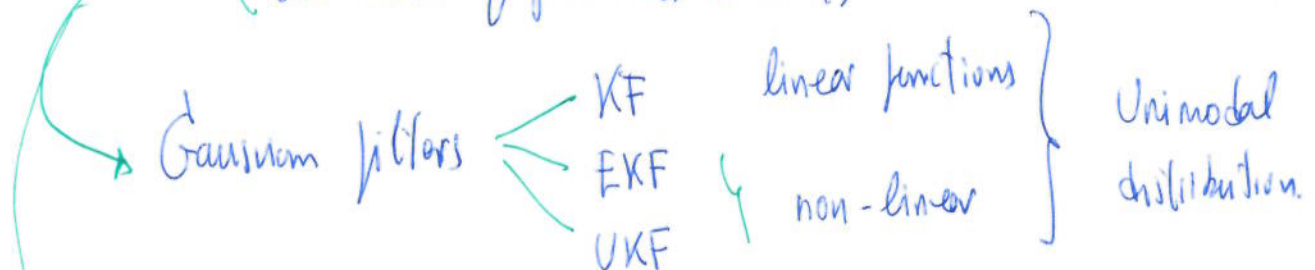 KF linear functions
Gaussian filters EKF Unimodal
non-linear distribution.
UKF